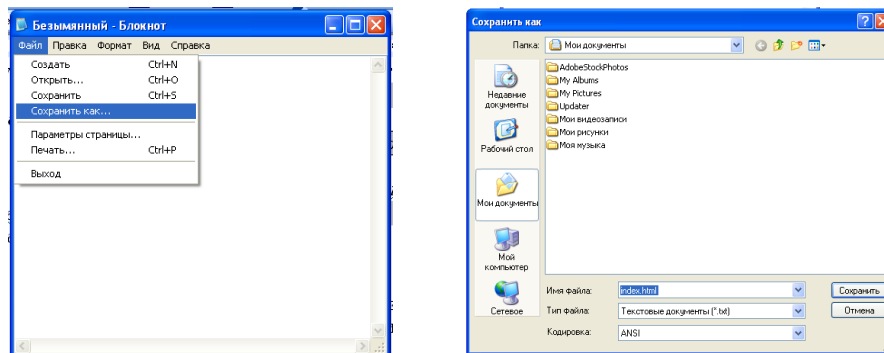 Безымянный - Блокнот
Файл Правка Формат Вид Справка
Создать Ctrl+N
Открыть... Ctrl+O
Сохранить Ctrl+S
Сохранить как...
Параметры страницы...
Печать... Ctrl+P
Выход
Сохранить как
Папка: Мои документы
AdobeStockPhotos
My Albums
My Pictures
Updater
Мои видеозаписи
Мои рисунки
Моя музыка
Недавние
документы
Рабочий стол
Мои документы
Мой
компьютер
Сетевое
Имя файла: index.html Сохранить
Тип файла: Текстовые документы (*.txt) Отмена
Кодировка: ANSI